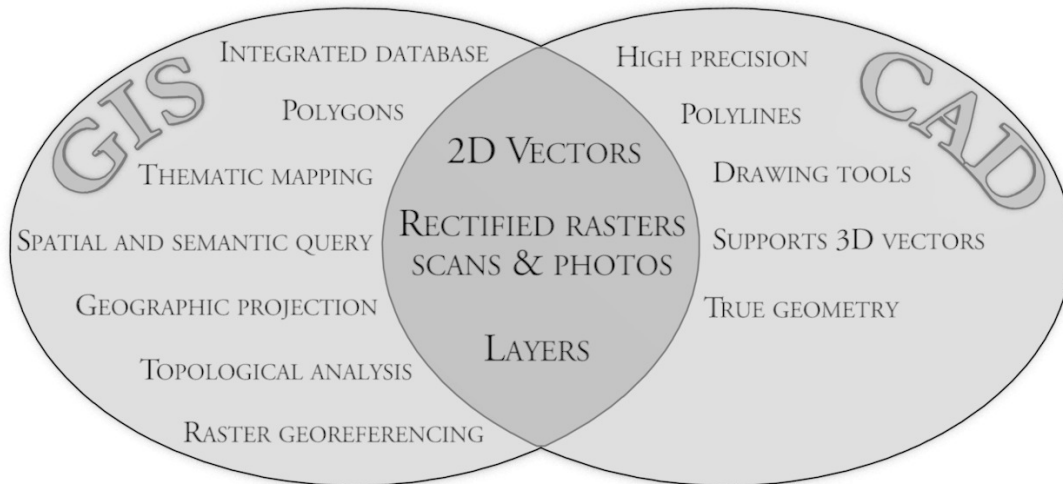 GIS
INTEGRATED DATABASE
POLYGONS
THEMATIC MAPPING
SPATIAL AND SEMANTIC QUERY
GEOGRAPHIC PROJECTION
TOPOLOGICAL ANALYSIS
RASTER GEOREFERENCING
2D VECTORS
RECTIFIED RASTERS
SCANS & PHOTOS
LAYERS
CAD
HIGH PRECISION
POLYLINES
DRAWING TOOLS
SUPPORTS 3D VECTORS
TRUE GEOMETRY